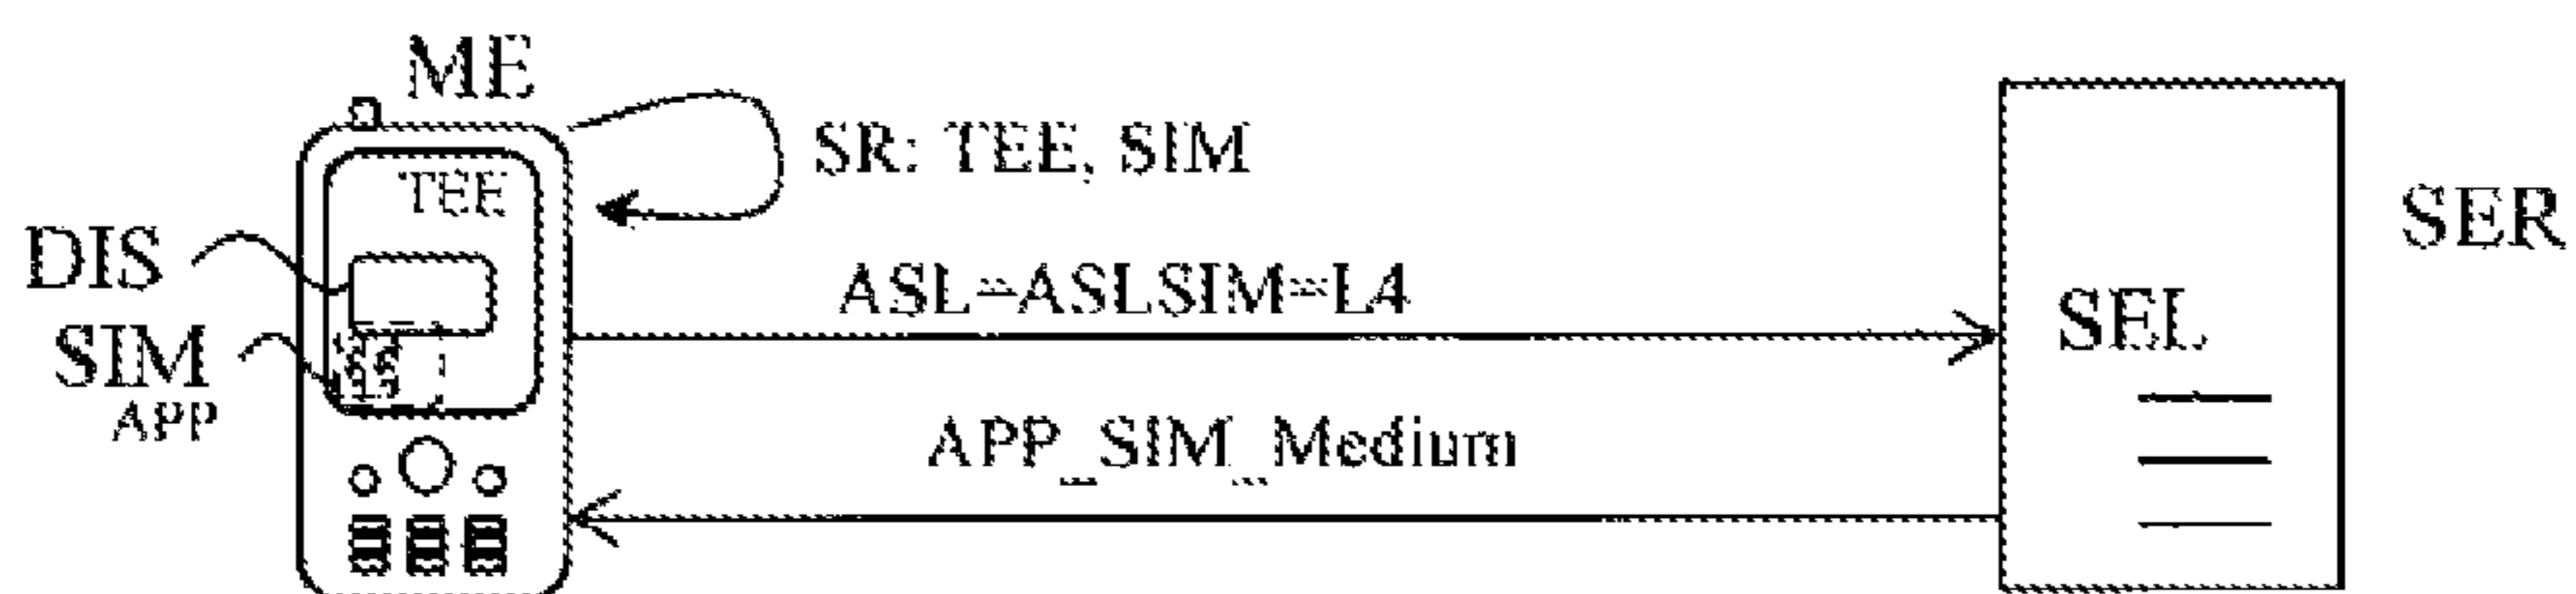 ME
SR: TEE, SIM
TEE
SER
DIS
ASL=ASLSIM=L4
SEL
SIM
APP
APP_SIM_Medium